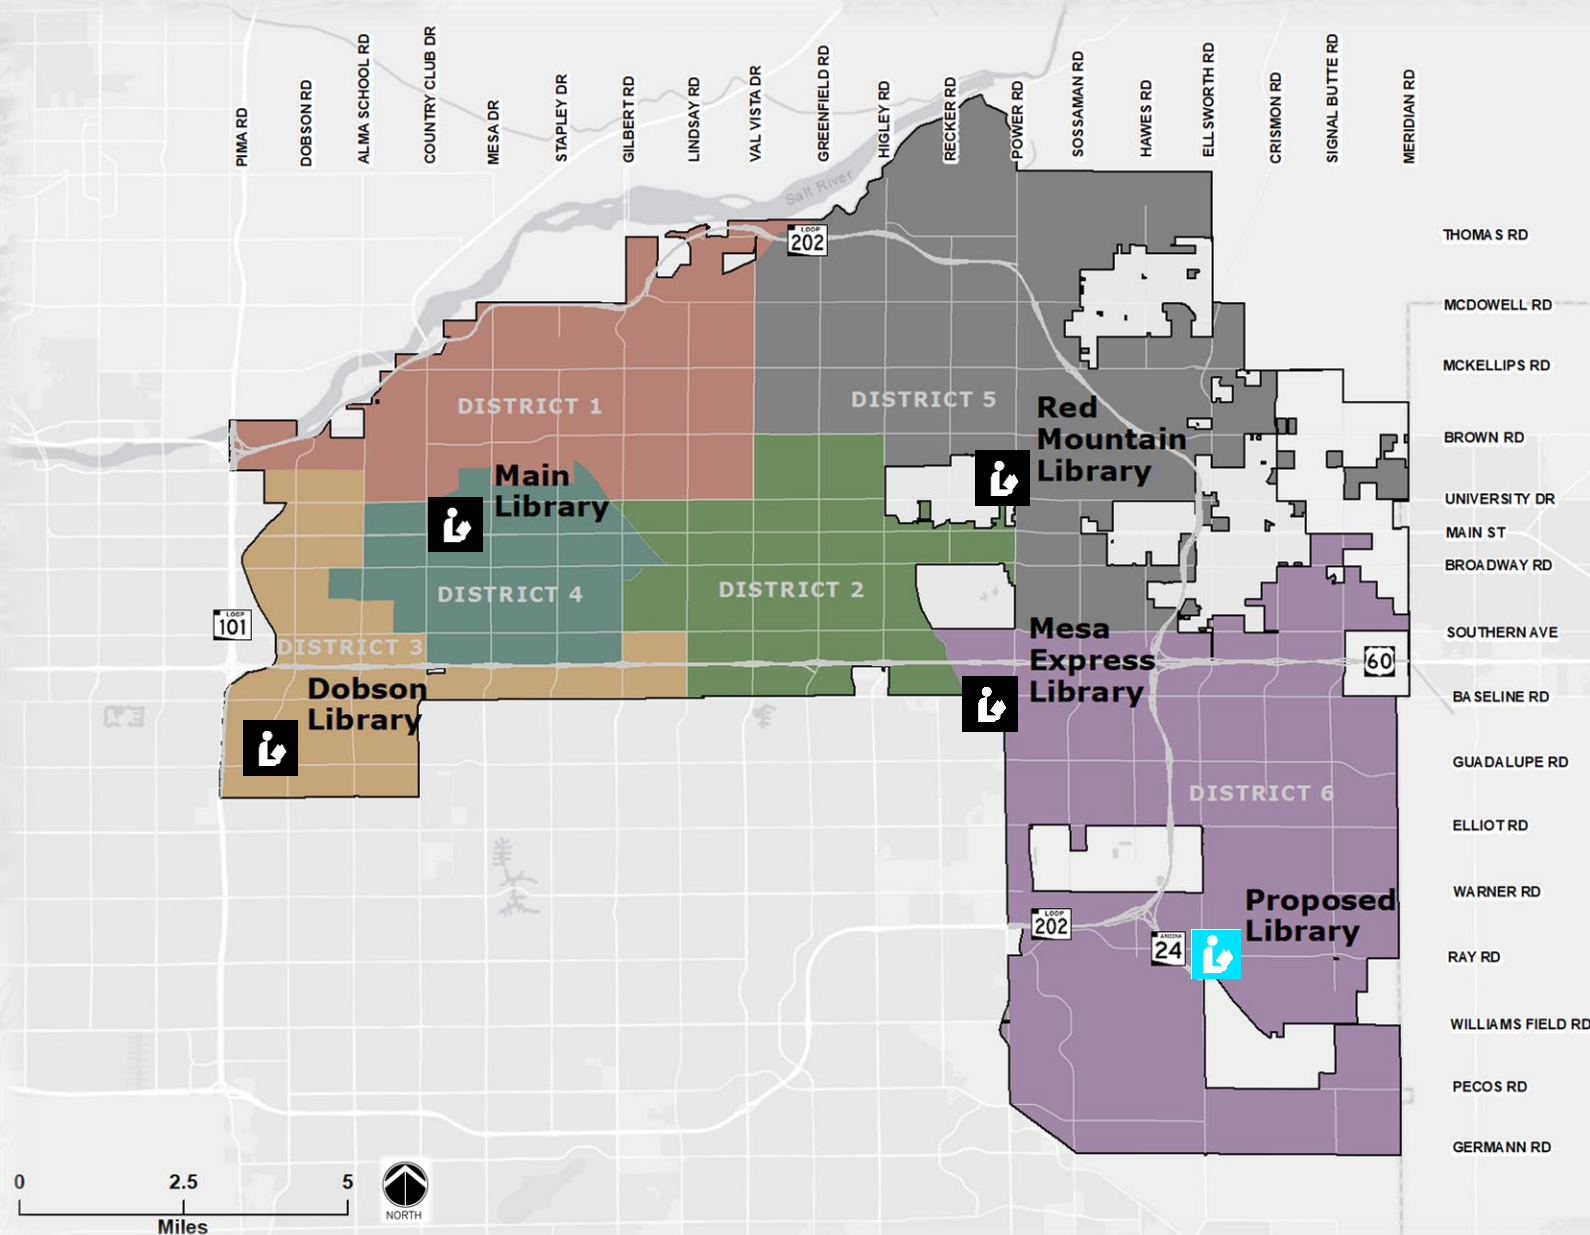 PIMA RD
DOBSON RD
ALMA SCHOOL RD
COUNTRY CLUB DR
MESA DR
STAPLEY DR
GILBERT RD
LINDSAY RD
VAL VISTA DR
GREENFIELD RD
HIGLEY RD
RECKER RD
POWER RD
SOSSAMAN RD
HAWES RD
ELLSWORTH RD
CRISMON RD
SIGNAL BUTTE RD
MERIDIAN RD
Salt River
LOOP
202
THOMAS RD
MCDOWELL RD
MCKELLIPS RD
DISTRICT 1
DISTRICT 5
Red
Mountain
Library
BROWN RD
Main
Library
UNIVERSITY DR
MAIN ST
BROADWAY RD
DISTRICT 4
DISTRICT 2
LOOP
101
DISTRICT 3
Mesa
Express
Library
SOUTHERN AVE
60
BASELINE RD
Dobson
Library
GUADALUPE RD
DISTRICT 6
ELLIOT RD
WARNER RD
Proposed
Library
LOOP
202
ARIZONA
24
RAY RD
WILLIAMS FIELD RD
PECOS RD
GERMANN RD
0 2.5 5
Miles
NORTH